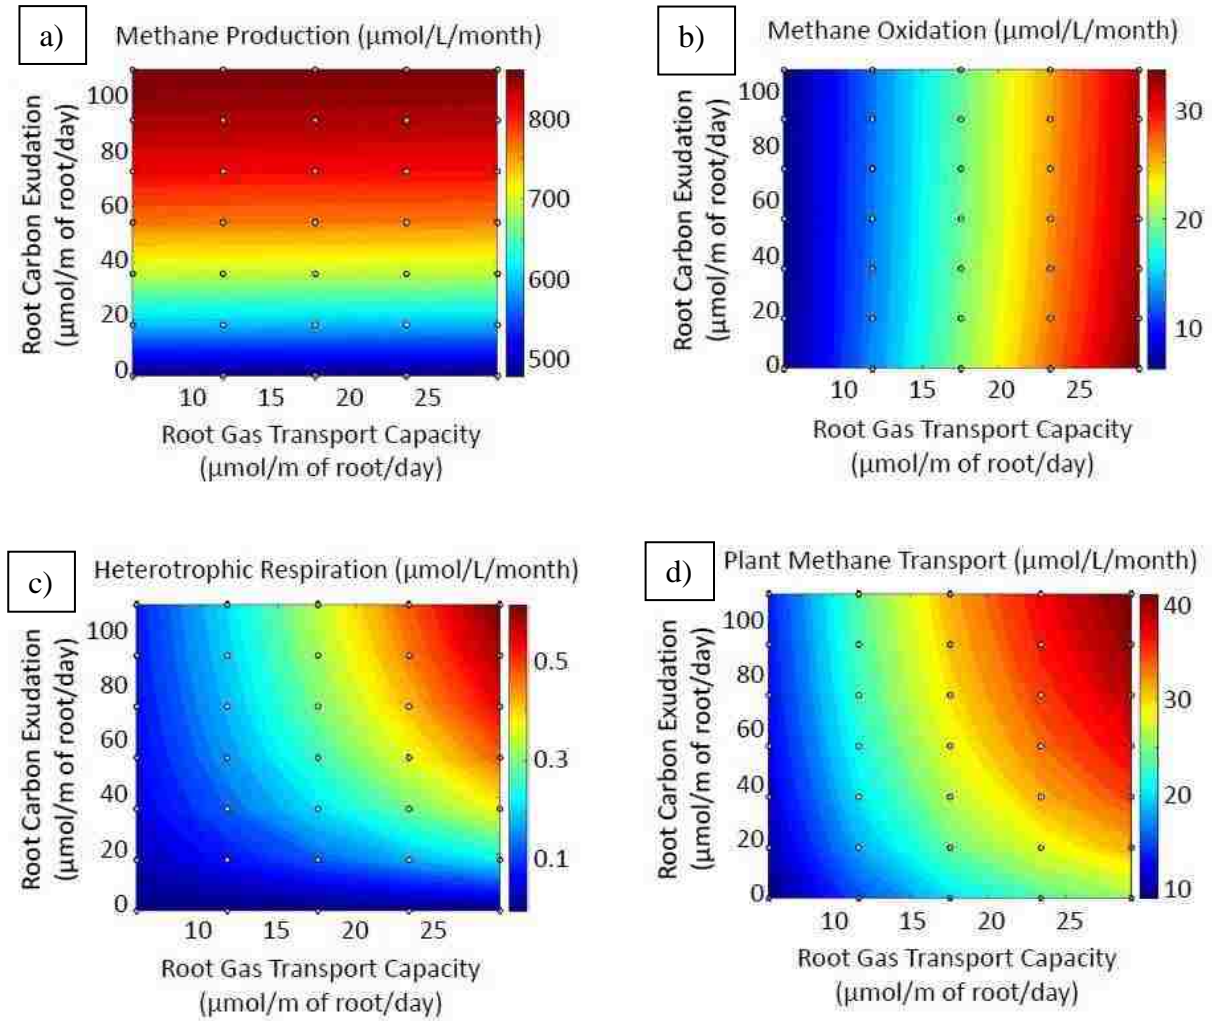 a)
Methane Production (μmol/L/month)
Root Carbon Exudation
(μmol/m of root/day)
100
80
60
40
20
0
800
700
600
500
10 15 20 25
Root Gas Transport Capacity
(μmol/m of root/day)
b)
Methane Oxidation (μmol/L/month)
Root Carbon Exudation
(μmol/m of root/day)
100
80
60
40
20
0
30
20
10
10 15 20 25
Root Gas Transport Capacity
(μmol/m of root/day)
c)
Heterotrophic Respiration (μmol/L/month)
Root Carbon Exudation
(μmol/m of root/day)
100
80
60
40
20
0
0.5
0.3
0.1
10 15 20 25
Root Gas Transport Capacity
(μmol/m of root/day)
d)
Plant Methane Transport (μmol/L/month)
Root Carbon Exudation
(μmol/m of root/day)
100
80
60
40
20
0
40
30
20
10
10 15 20 25
Root Gas Transport Capacity
(μmol/m of root/day)